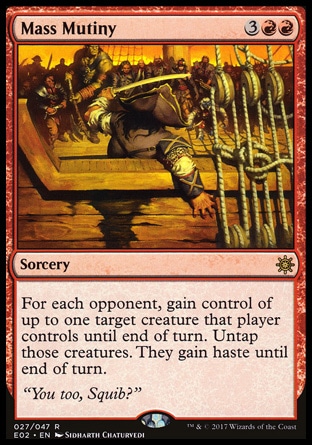 Mass Mutiny 3
Sorcery
For each opponent, gain control of
up to one target creature that player
controls until end of turn. Untap
those creatures. They gain haste until
end of turn.
"You too, Squib?"
027/047 R
E02 • EN Sidharth Chaturvedi
™ & © 2017 Wizards of the Coast